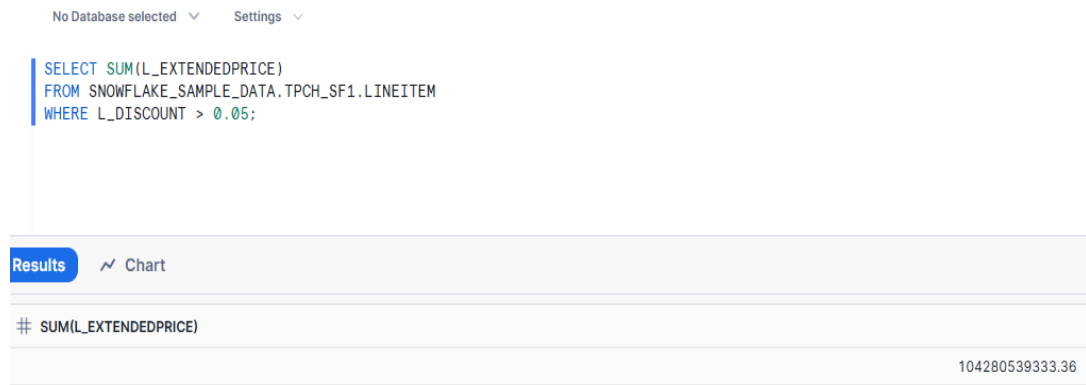 No Database selected Settings
SELECT SUM(L_EXTENDEDPRICE)
FROM SNOWFLAKE_SAMPLE_DATA.TPCH_SF1.LINEITEM
WHERE L_DISCOUNT > 0.05;
Results Chart
# SUM(L_EXTENDEDPRICE)
104280539333.36